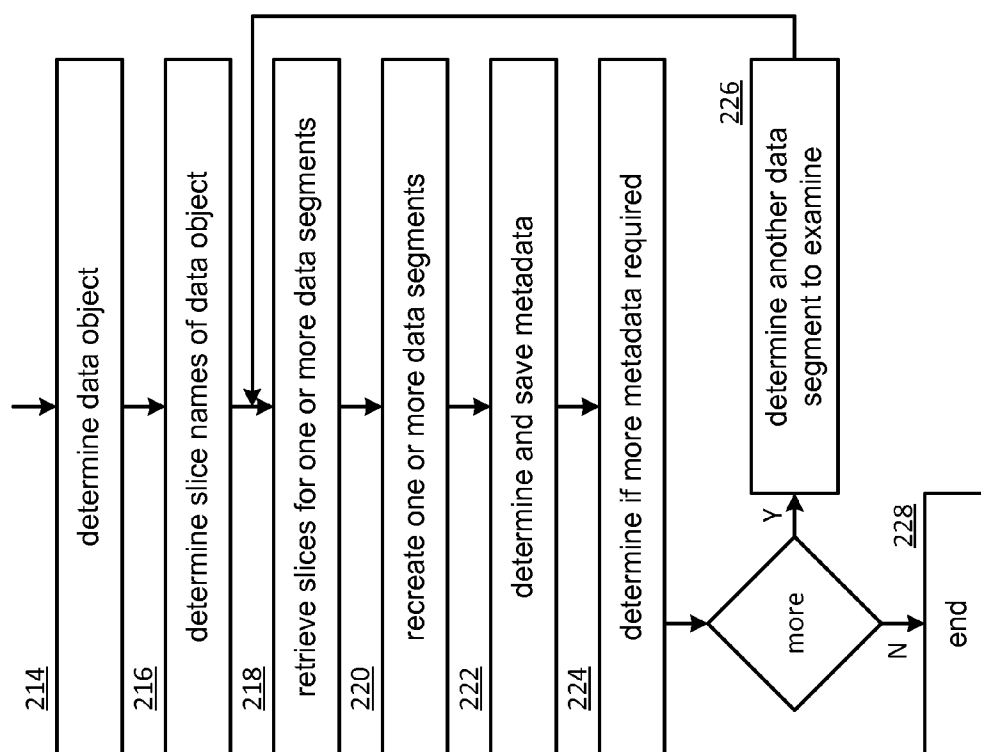 214
determine data object
216
determine slice names of data object
218
retrieve slices for one or more data segments
220
recreate one or more data segments
222
determine and save metadata
224
determine if more metadata required
more
Y
226
determine another data
segment to examine
N
228
end